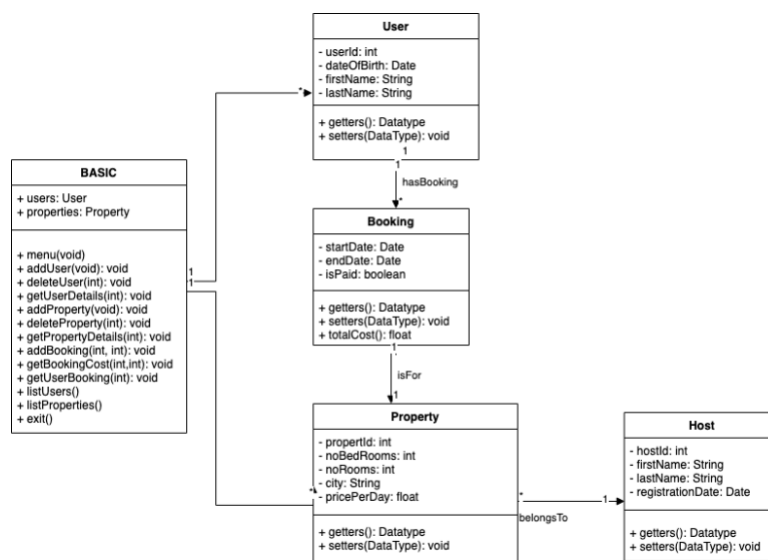 User
- userId: int
- dateOfBirth: Date
- firstName: String
- lastName: String
+ getters(): Datatype
+ setters(DataType): void
1
1
hasBooking
*
*
BASIC
+ users: User
+ properties: Property
+ menu(void)
+ addUser(void): void
+ deleteUser(int): void
+ getUserDetails(int): void
+ addProperty(void): void
+ deleteProperty(int): void
+ getPropertyDetails(int): void
+ addBooking(int, int): void
+ getBookingCost(int,int): void
+ getUserBooking(int): void
+ listUsers()
+ listProperties()
+ exit()
1
1
Booking
- startDate: Date
- endDate: Date
- isPaid: boolean
+ getters(): Datatype
+ setters(DataType): void
+ totalCost(): float
1
isFor
1
Property
- propertId: int
- noBedRooms: int
- noRooms: int
- city: String
- pricePerDay: float
+ getters(): Datatype
+ setters(DataType): void
*
*
1
belongsTo
Host
- hostId: int
- firstName: String
- lastName: String
- registrationDate: Date
+ getters(): Datatype
+ setters(DataType): void